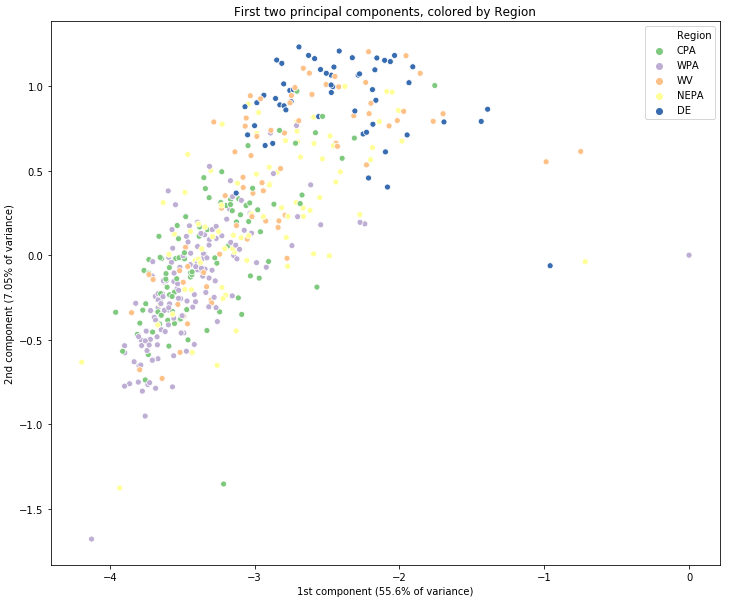 First two principal components, colored by Region
Region
CPA
WPA
WV
NEPA
DE
1.0
0.5
0.0
−0.5
−1.0
−1.5
2nd component (7.05% of variance)
−4
−3
−2
−1
0
1st component (55.6% of variance)